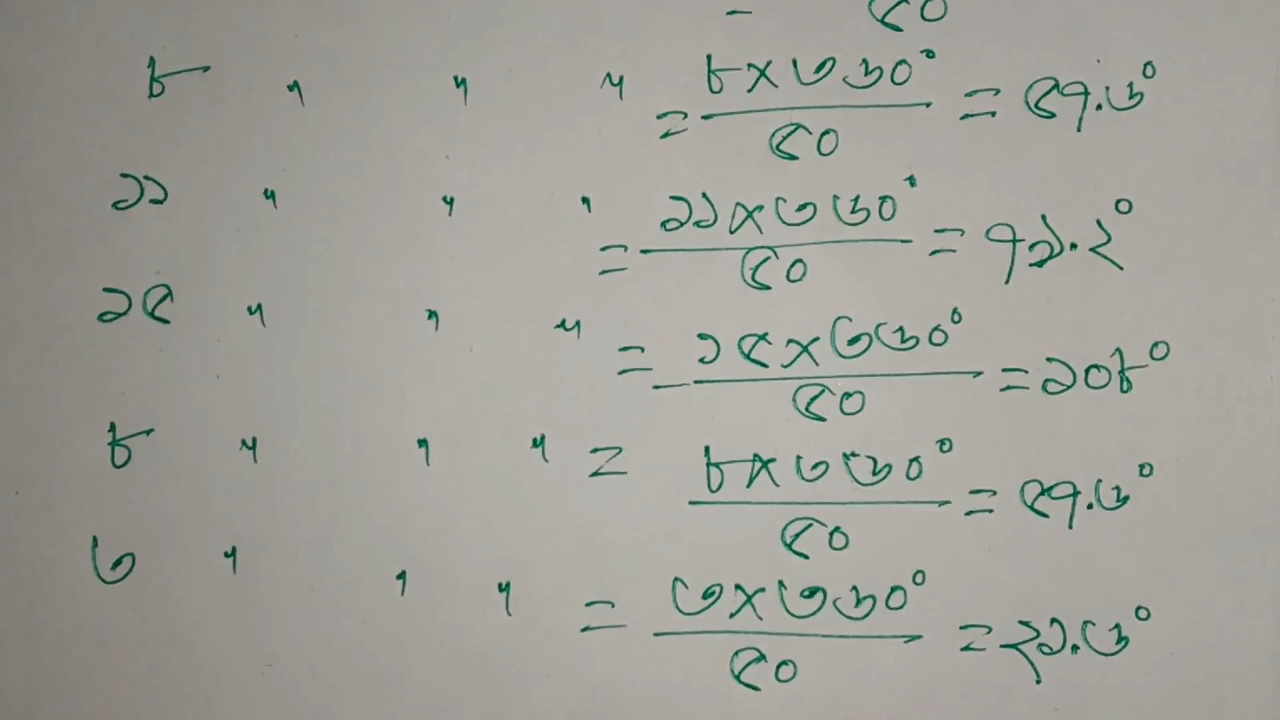 ৫০
৮ " " " = ৮×৩৬০° / ৫০ = ৫৭.৬°
১১ " " " = ১১×৩৬০° / ৫০ = ৭৯.২°
১৫ " " " = ১৫×৩৬০° / ৫০ = ১০৮°
৮ " " " = ৮×৩৬০° / ৫০ = ৫৭.৬°
৩ " " " = ৩×৩৬০° / ৫০ = ২১.৬°